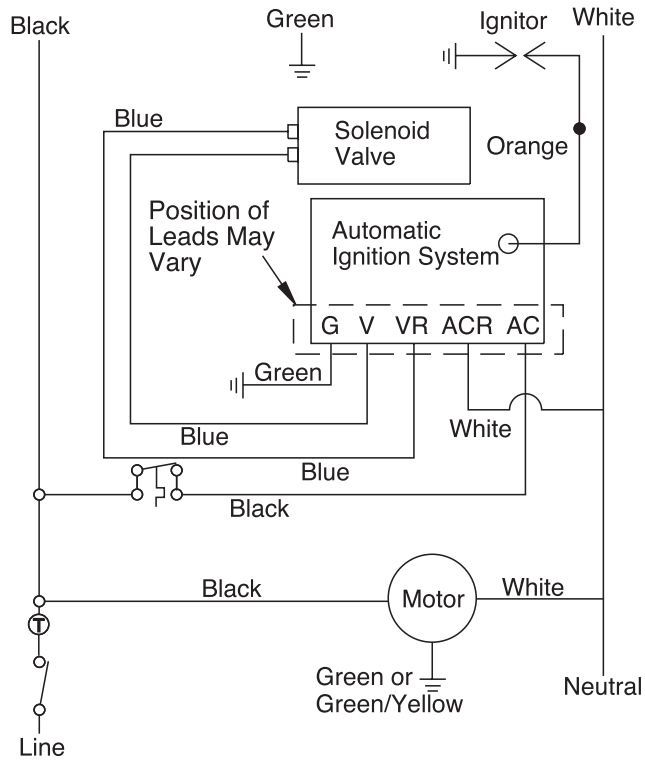 Black
Green
Ignitor
White
Blue
Solenoid
Valve
Orange
Position of
Leads May
Vary
Automatic
Ignition System
G V VR ACR AC
Green
Blue
White
Blue
Black
Black
Motor
White
T
Green or
Green/Yellow
Neutral
Line